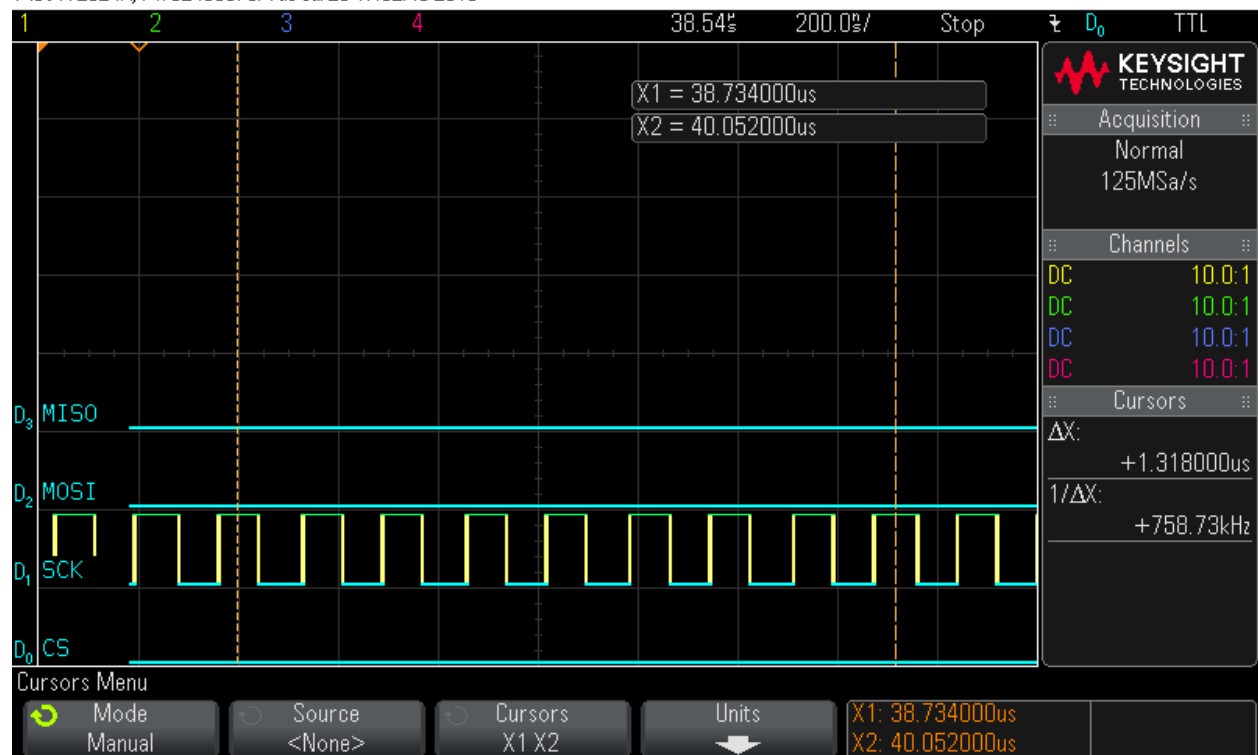 1 2 3 4 38.54µs 200.0ns/ Stop D0 TTL
KEYSIGHT
TECHNOLOGIES
X1 = 38.734000us
X2 = 40.052000us
Acquisition
Normal
125MSa/s
Channels
DC 10.0:1
DC 10.0:1
DC 10.0:1
DC 10.0:1
Cursors
ΔX:
+1.318000us
1/ΔX:
+758.73kHz
D3 MISO
D2 MOSI
D1 SCK
D0 CS
Cursors Menu
Mode
Manual
Source
<None>
Cursors
X1 X2
Units
X1: 38.734000us
X2: 40.052000us